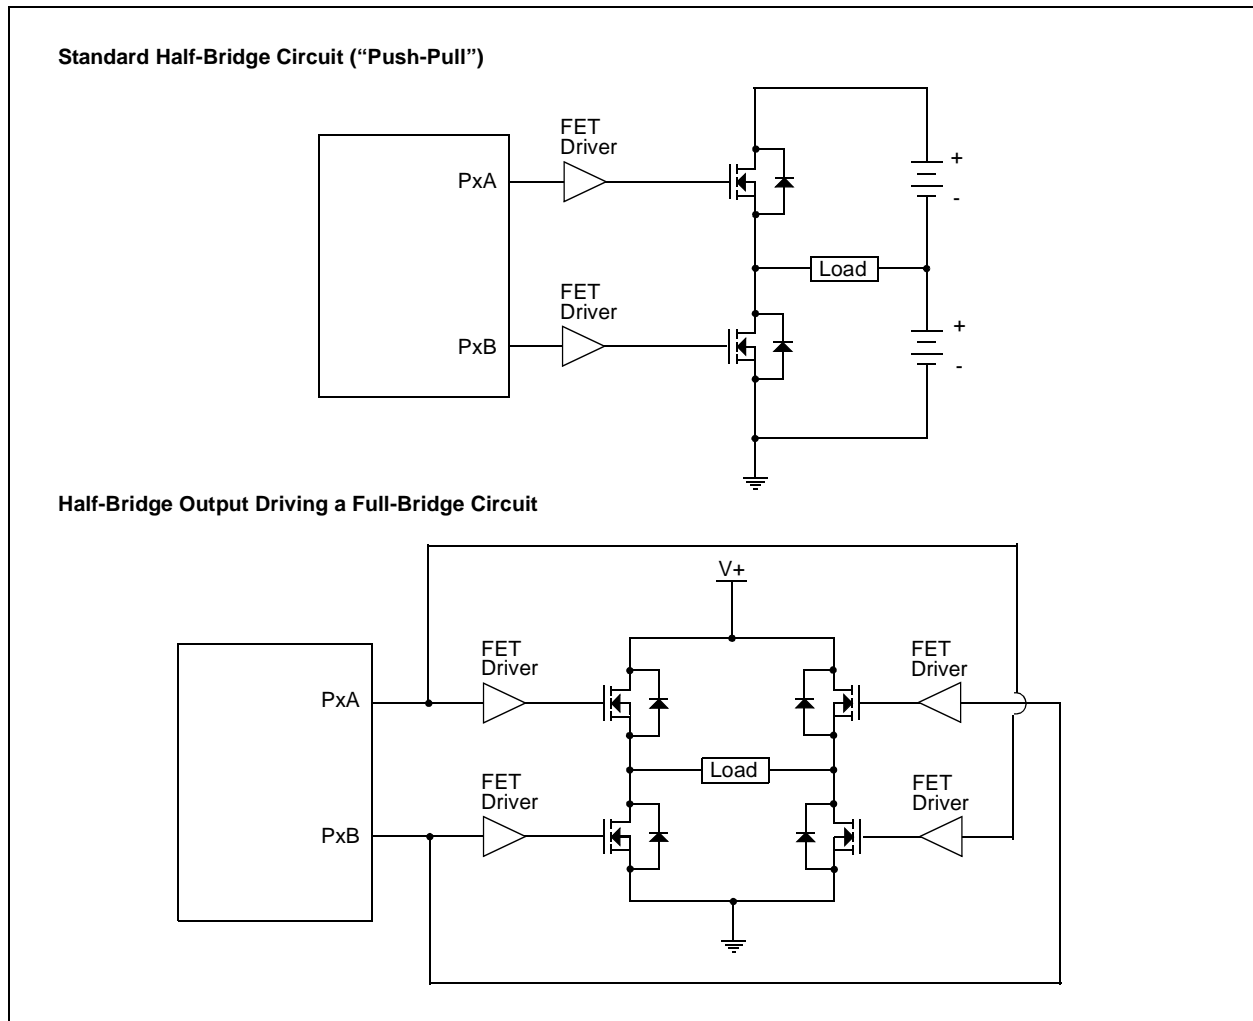 Standard Half-Bridge Circuit (“Push-Pull”)
FET
Driver
PxA
+
-
Load
FET
Driver
PxB
+
-
Half-Bridge Output Driving a Full-Bridge Circuit
V+
FET
Driver
FET
Driver
PxA
Load
FET
Driver
FET
Driver
PxB